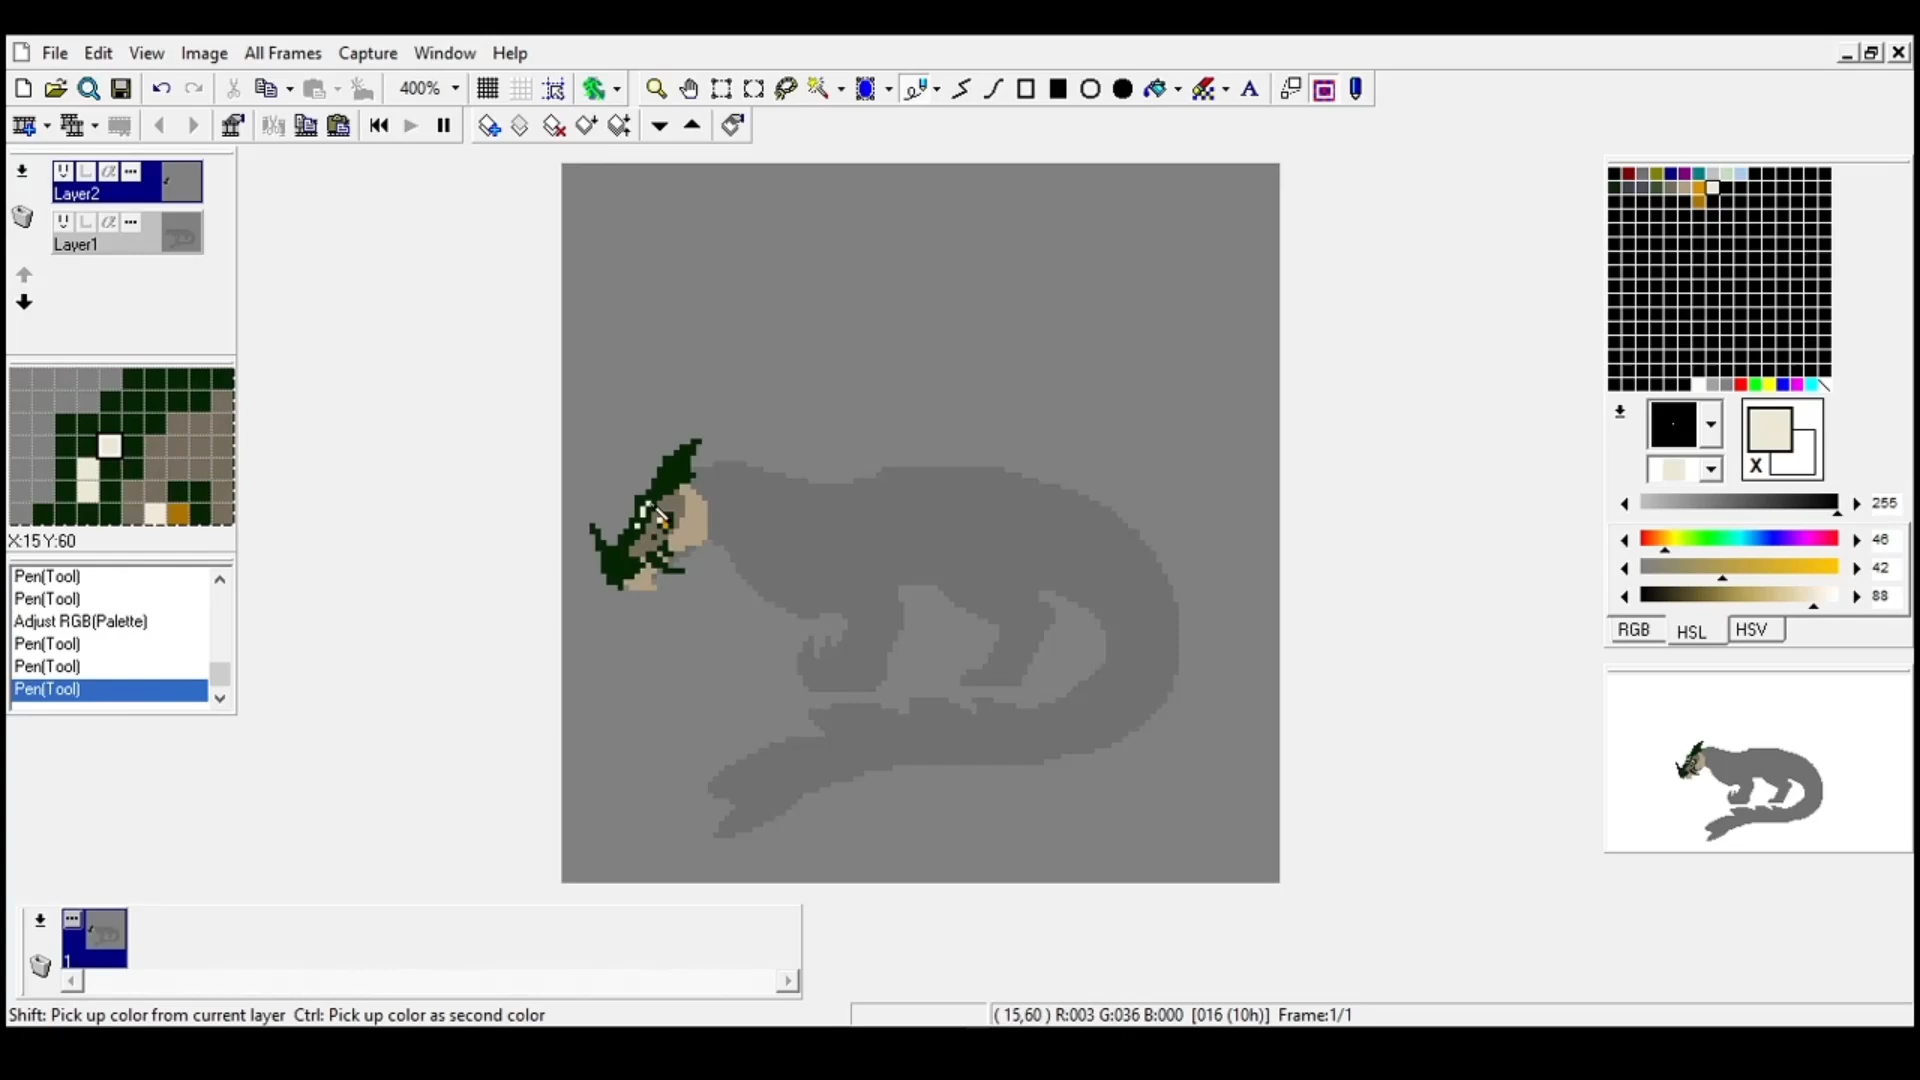 File Edit View Image All Frames Capture Window Help
400%
A
Layer2
Layer1
X:15 Y:60
Pen(Tool)
Pen(Tool)
Adjust RGB(Palette)
Pen(Tool)
Pen(Tool)
Pen(Tool)
X
255
46
42
88
RGB HSL HSV
1
Shift: Pick up color from current layer Ctrl: Pick up color as second color
( 15,60 ) R:003 G:036 B:000 [016 (10h)] Frame:1/1